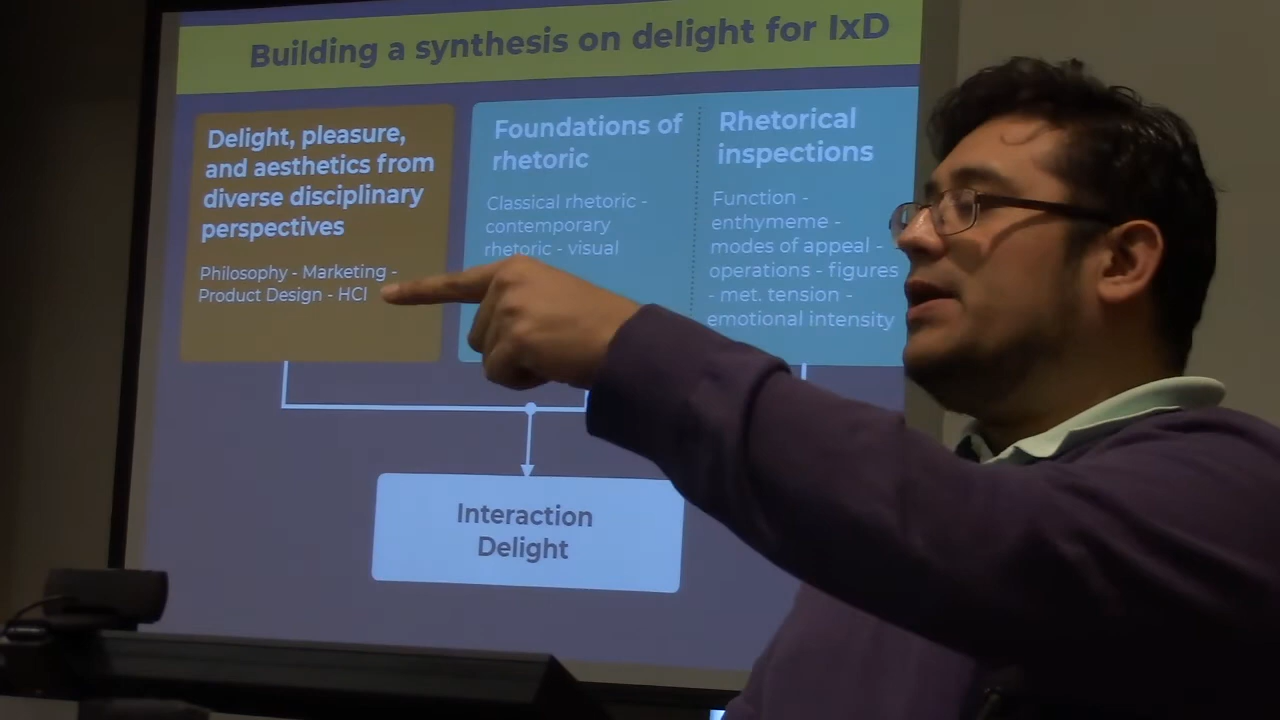 Building a synthesis on delight for IxD
Delight, pleasure,
and aesthetics from
diverse disciplinary
perspectives
Philosophy - Marketing -
Product Design - HCI
Foundations of
rhetoric
Classical rhetoric -
contemporary
rhetoric - visual
Rhetorical
inspections
Function -
enthymeme -
modes of appeal -
operations - figures
- met. tension -
emotional intensity
Interaction
Delight